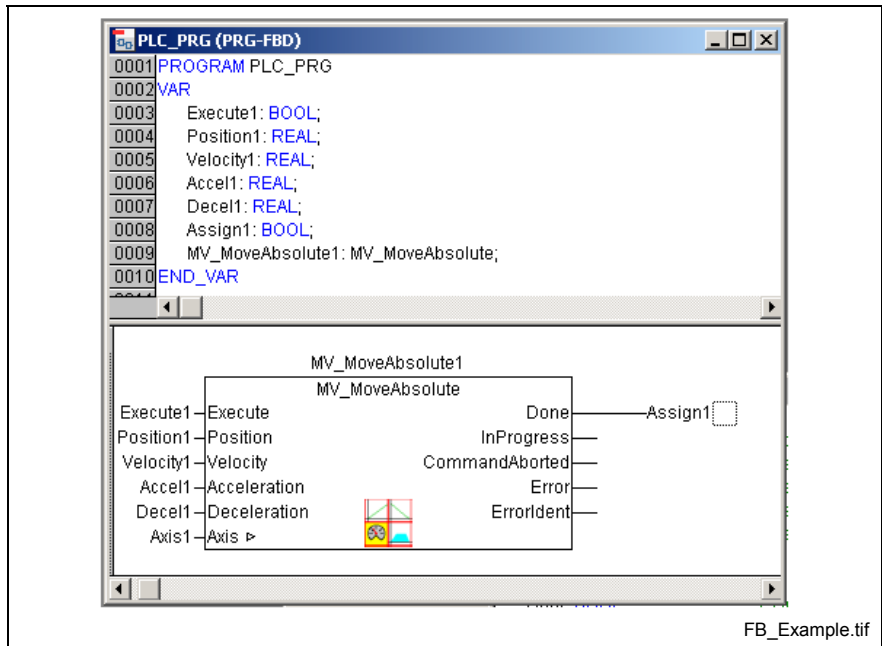 PLC_PRG (PRG-FBD)
0001 PROGRAM PLC_PRG
0002 VAR
0003 Execute1: BOOL;
0004 Position1: REAL;
0005 Velocity1: REAL;
0006 Accel1: REAL;
0007 Decel1: REAL;
0008 Assign1: BOOL;
0009 MV_MoveAbsolute1: MV_MoveAbsolute;
0010 END_VAR
MV_MoveAbsolute1
MV_MoveAbsolute
Execute1 Execute Done Assign1
Position1 Position InProgress
Velocity1 Velocity CommandAborted
Accel1 Acceleration Error
Decel1 Deceleration ErrorIdent
Axis1 Axis ▹
FB_Example.tif